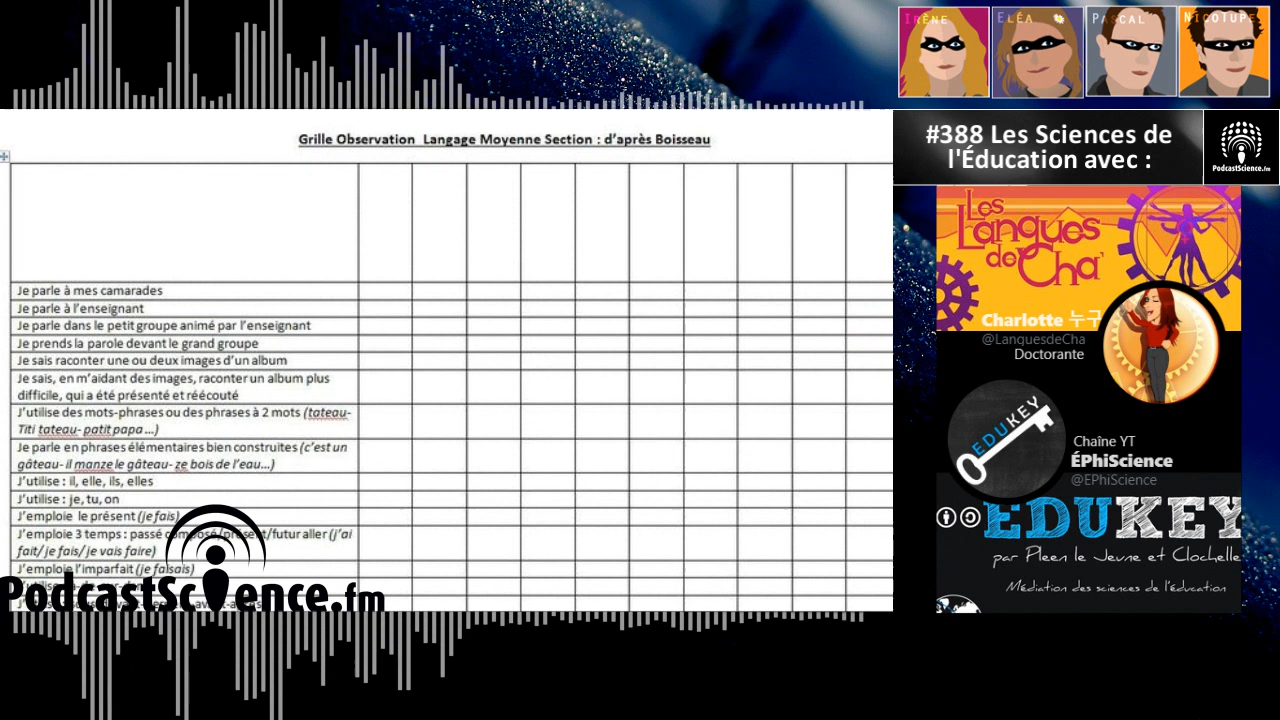 IRÈNE
ELÉA
PASCAL
NICOTUPE
Grille Observation Langage Moyenne Section : d'après Boisseau
Je parle à mes camarades
Je parle à l'enseignant
Je parle dans le petit groupe animé par l'enseignant
Je prends la parole devant le grand groupe
Je sais raconter une ou deux images d'un album
Je sais, en m'aidant des images, raconter un album plus
difficile, qui a été présenté et réécouté
J'utilise des mots-phrases ou des phrases à 2 mots (tateau-
Titi tateau- patit papa ...)
Je parle en phrases élémentaires bien construites (c'est un
gâteau- il manze le gâteau- ze bois de l'eau...)
J'utilise : il, elle, ils, elles
J'utilise : je, tu, on
J'emploie le présent (je fais)
J'emploie 3 temps : passé composé/présent/futur aller (j'ai
fait/ je fais/ je vais faire)
J'emploie l'imparfait (je faisais)
PodcastScience.fm
#388 Les Sciences de
l'Éducation avec :
PodcastScience.fm
Les
Langues
de Cha'
Charlotte 누구
@LanguesdeCha
Doctorante
EDUKEY
Chaîne YT
ÉPhiScience
@EPhiScience
EDUKEY
par Pleen le Jeune et Clochelle
Médiation des sciences de l'éducation